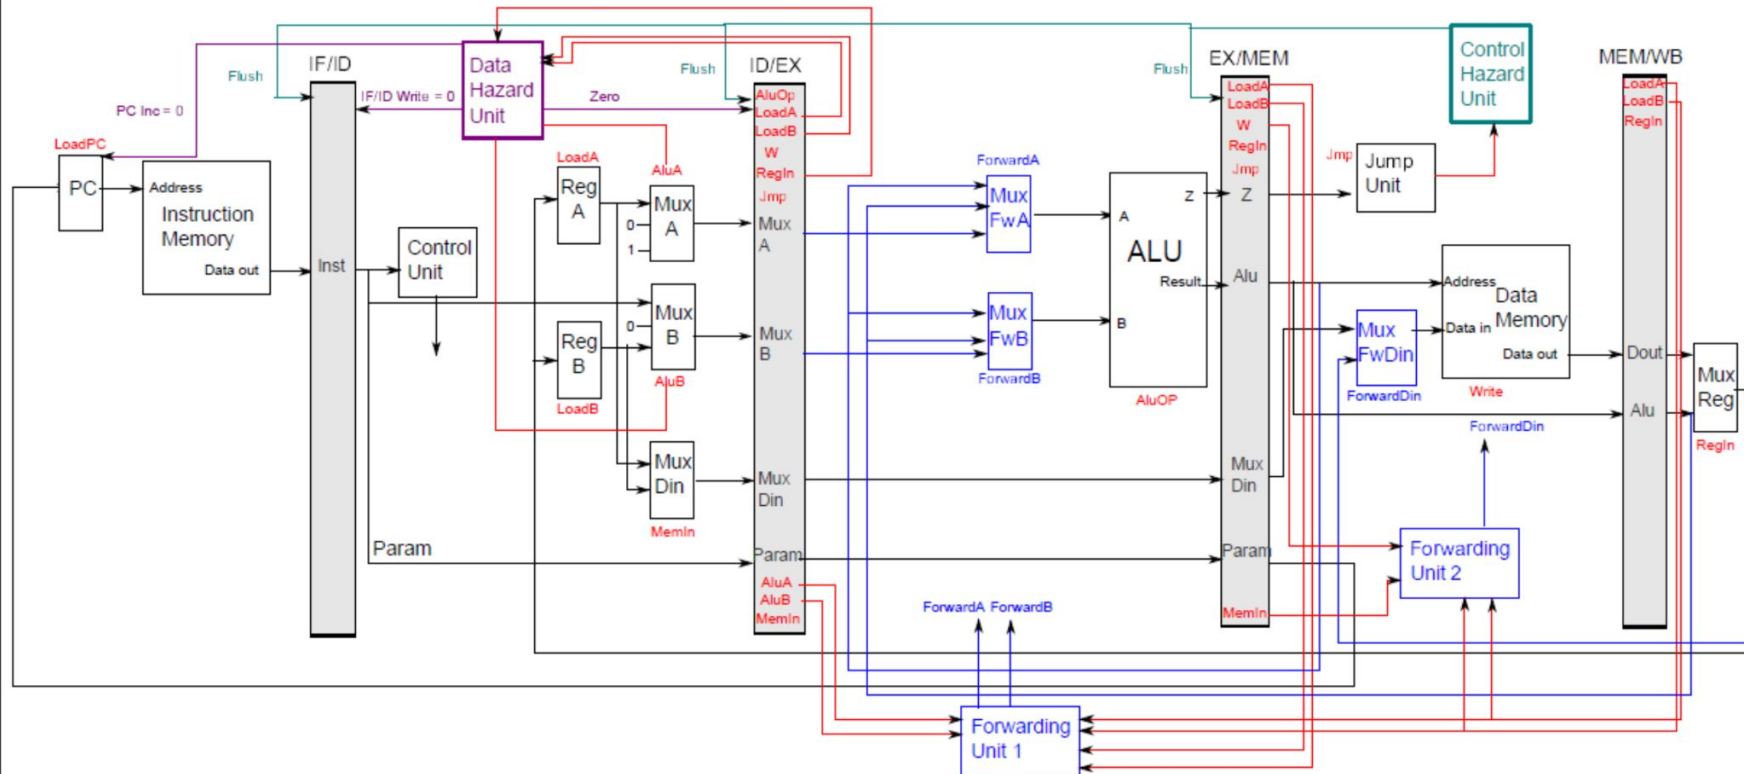 IF/ID
Flush
PC Inc = 0
LoadPC
PC
Address
Instruction
Memory
Data out
Inst
IF/ID Write = 0
Data
Hazard
Unit
Zero
Control
Unit
Param
LoadA
Reg
A
Reg
B
LoadB
AluA
Mux
A
0
1
Mux
B
0
AluB
Mux
Din
MemIn
Flush
ID/EX
AluOp
LoadA
LoadB
W
RegIn
Jmp
Mux
A
Mux
B
Mux
Din
Param
AluA
AluB
MemIn
ForwardA
Mux
FwA
Mux
FwB
ForwardB
A
B
ALU
Z
Result
AluOP
ForwardA ForwardB
Forwarding
Unit 1
Flush
EX/MEM
LoadA
LoadB
W
RegIn
Jmp
Z
Alu
Mux
Din
Param
MemIn
Control
Hazard
Unit
Jmp
Jump
Unit
Mux
FwDin
ForwardDin
Address
Data
Memory
Data in
Data out
Write
ForwardDin
Forwarding
Unit 2
MEM/WB
LoadA
LoadB
RegIn
Dout
Alu
Mux
Reg
RegIn